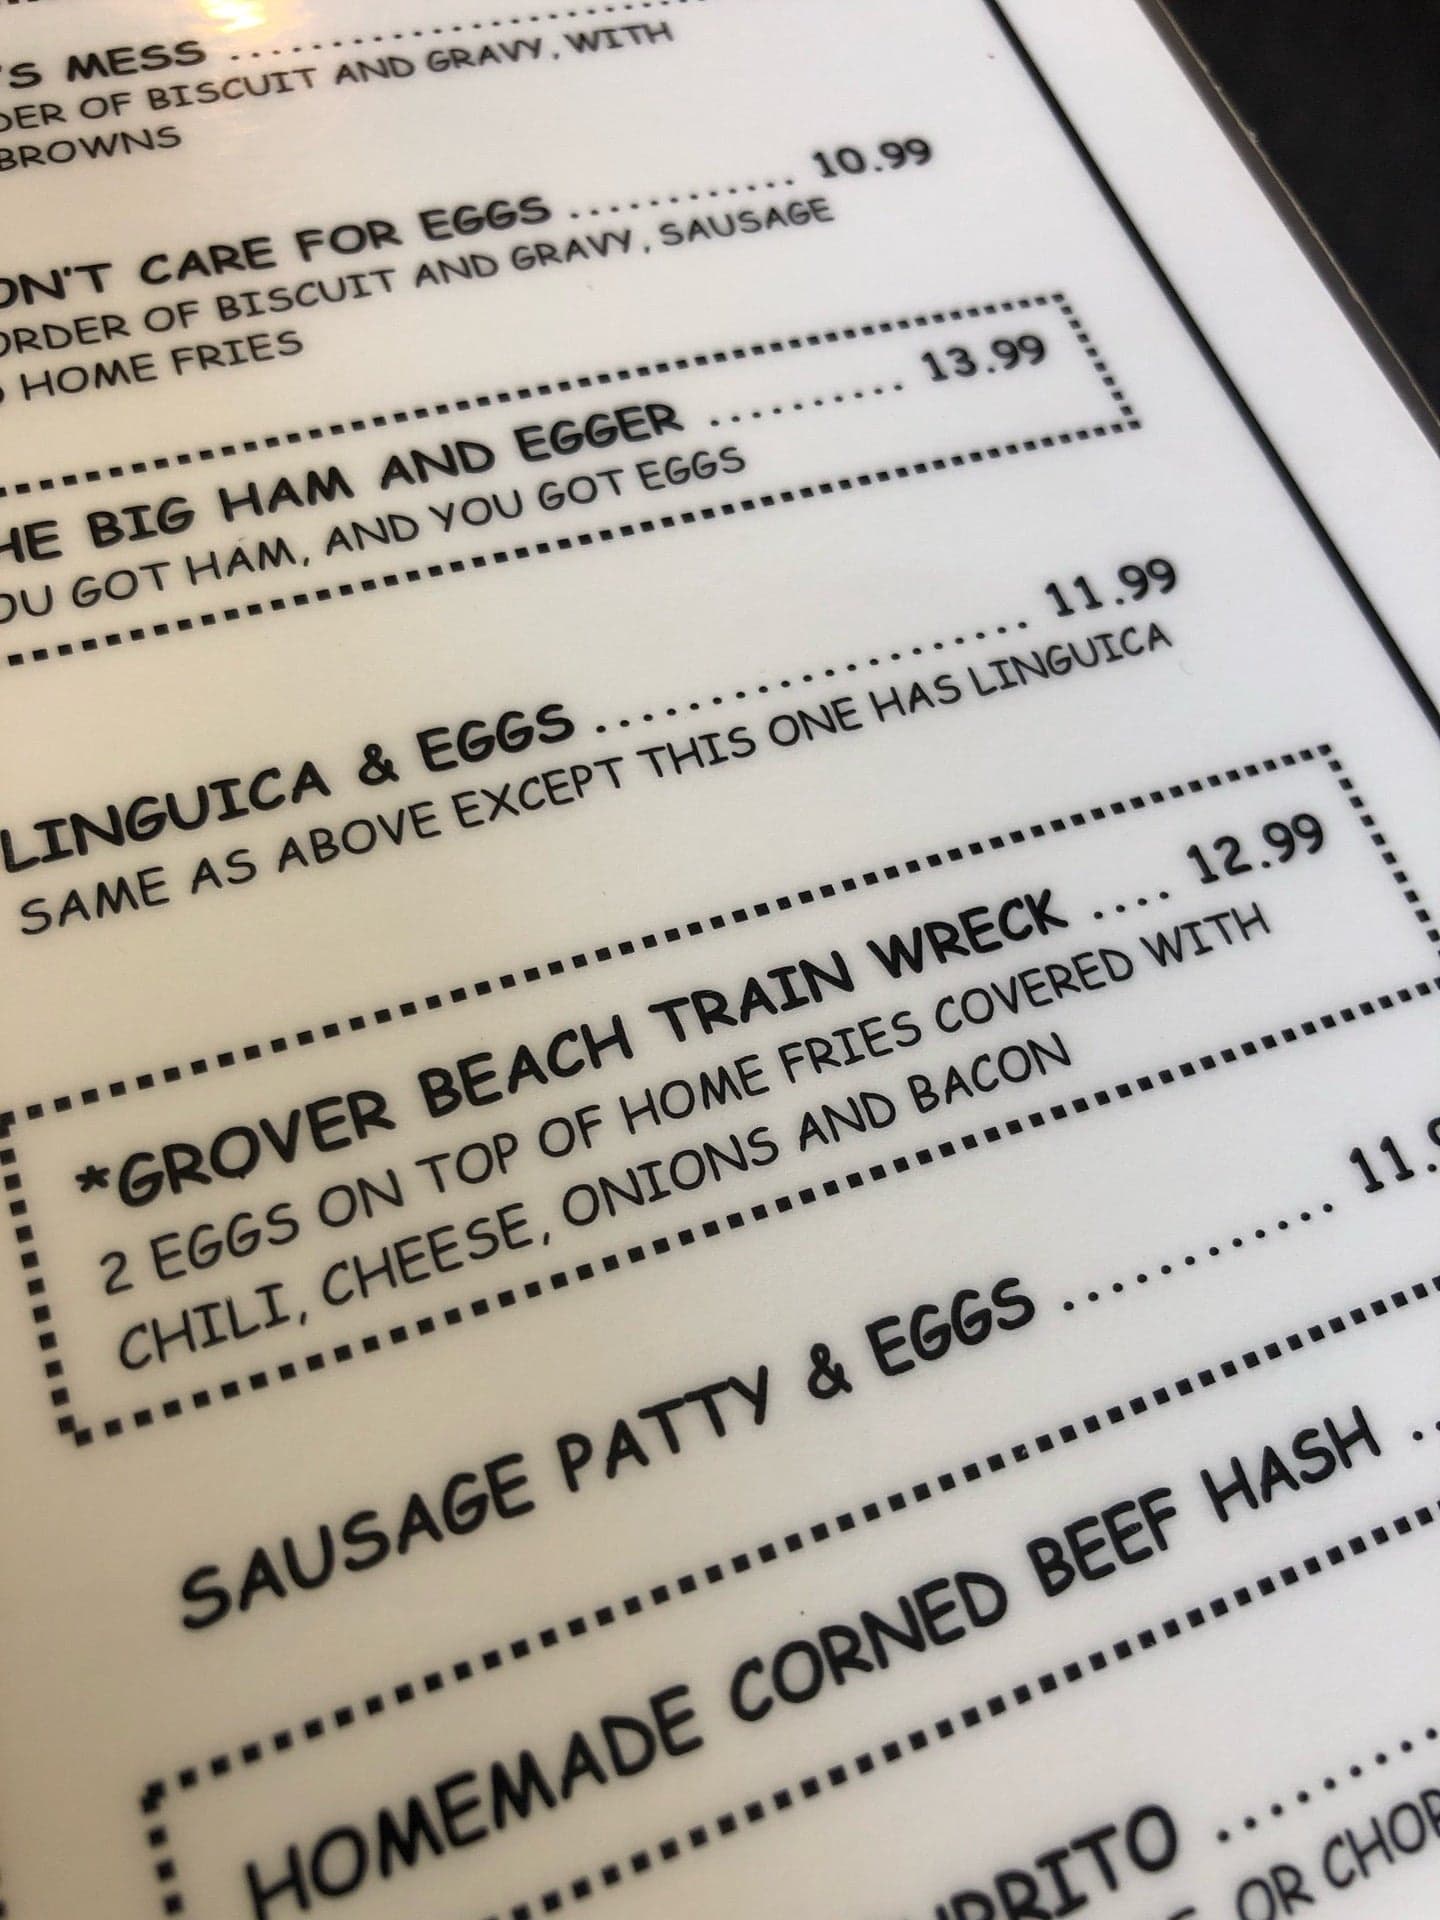 'S MESS ..............................
DER OF BISCUIT AND GRAVY, WITH
BROWNS
ON'T CARE FOR EGGS ............ 10.99
ORDER OF BISCUIT AND GRAVY, SAUSAGE
HOME FRIES
HE BIG HAM AND EGGER .......... 13.99
OU GOT HAM, AND YOU GOT EGGS
LINGUICA & EGGS ...................... 11.99
SAME AS ABOVE EXCEPT THIS ONE HAS LINGUICA
*GROVER BEACH TRAIN WRECK .... 12.99
2 EGGS ON TOP OF HOME FRIES COVERED WITH
CHILI, CHEESE, ONIONS AND BACON
SAUSAGE PATTY & EGGS ............. 11.9
HOMEMADE CORNED BEEF HASH ..
URRITO ..........
OR CHOP